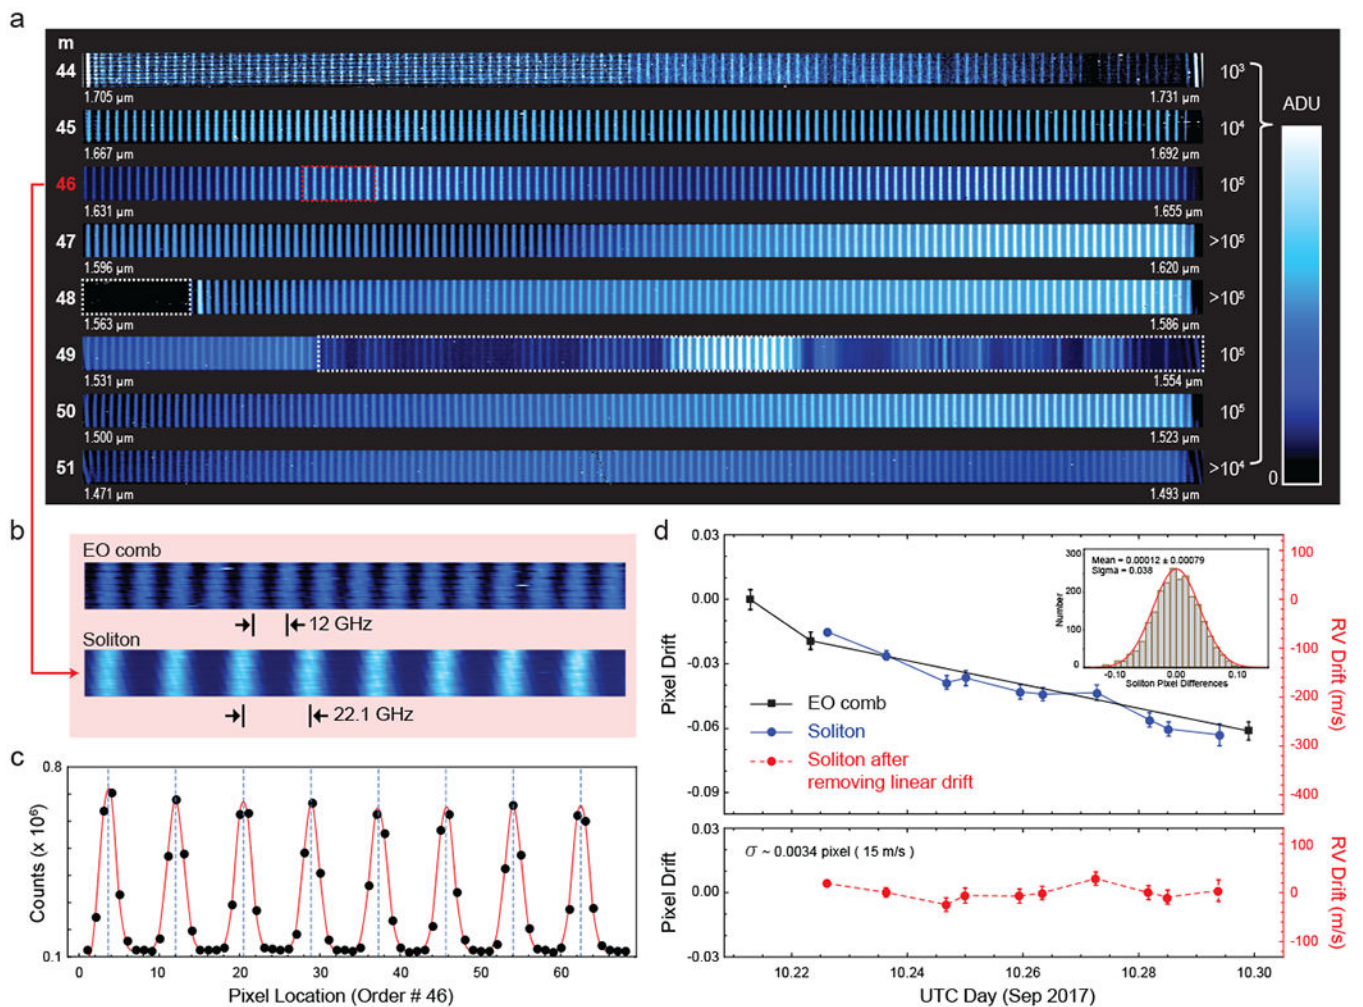 a
m
44
1.705 µm
1.731 µm
10³
ADU
45
1.667 µm
1.692 µm
10⁴
46
1.631 µm
1.655 µm
10⁵
47
1.596 µm
1.620 µm
>10⁵
48
1.563 µm
1.586 µm
>10⁵
49
1.531 µm
1.554 µm
10⁵
50
1.500 µm
1.523 µm
10⁵
51
1.471 µm
1.493 µm
>10⁴
0
b
EO comb
12 GHz
Soliton
22.1 GHz
c
0.8
0.1
Counts (x 10⁶)
0 10 20 30 40 50 60
Pixel Location (Order # 46)
d
0.03
0.00
-0.03
-0.06
-0.09
Pixel Drift
100
0
-100
-200
-300
-400
RV Drift (m/s)
EO comb
Soliton
Soliton after
removing linear drift
Mean = 0.00012 ± 0.00079
Sigma = 0.038
300
200
100
0
Number
-0.10 0.00 0.10
Soliton Pixel Differences
0.03
0.00
-0.03
Pixel Drift
σ ~ 0.0034 pixel ( 15 m/s )
100
0
-100
RV Drift (m/s)
10.22 10.24 10.26 10.28 10.30
UTC Day (Sep 2017)